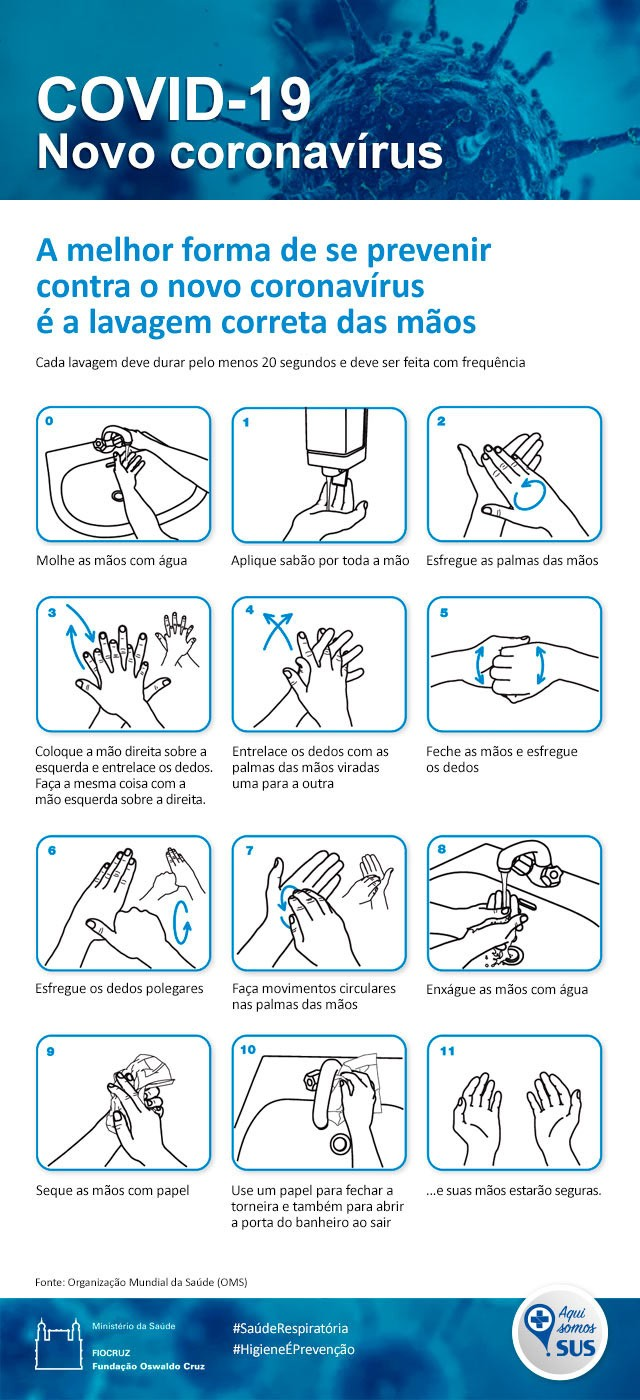 COVID-19
Novo coronavírus
A melhor forma de se prevenir
contra o novo coronavírus
é a lavagem correta das mãos
Cada lavagem deve durar pelo menos 20 segundos e deve ser feita com frequência
0
Molhe as mãos com água
1
Aplique sabão por toda a mão
2
Esfregue as palmas das mãos
3
Coloque a mão direita sobre a
esquerda e entrelace os dedos.
Faça a mesma coisa com a
mão esquerda sobre a direita.
4
Entrelace os dedos com as
palmas das mãos viradas
uma para a outra
5
Feche as mãos e esfregue
os dedos
6
Esfregue os dedos polegares
7
Faça movimentos circulares
nas palmas das mãos
8
Enxágue as mãos com água
9
Seque as mãos com papel
10
Use um papel para fechar a
torneira e também para abrir
a porta do banheiro ao sair
11
...e suas mãos estarão seguras.
Fonte: Organização Mundial da Saúde (OMS)
Ministério da Saúde
FIOCRUZ
Fundação Oswaldo Cruz
#SaúdeRespiratória
#HigieneÉPrevenção
Aqui
somos
SUS